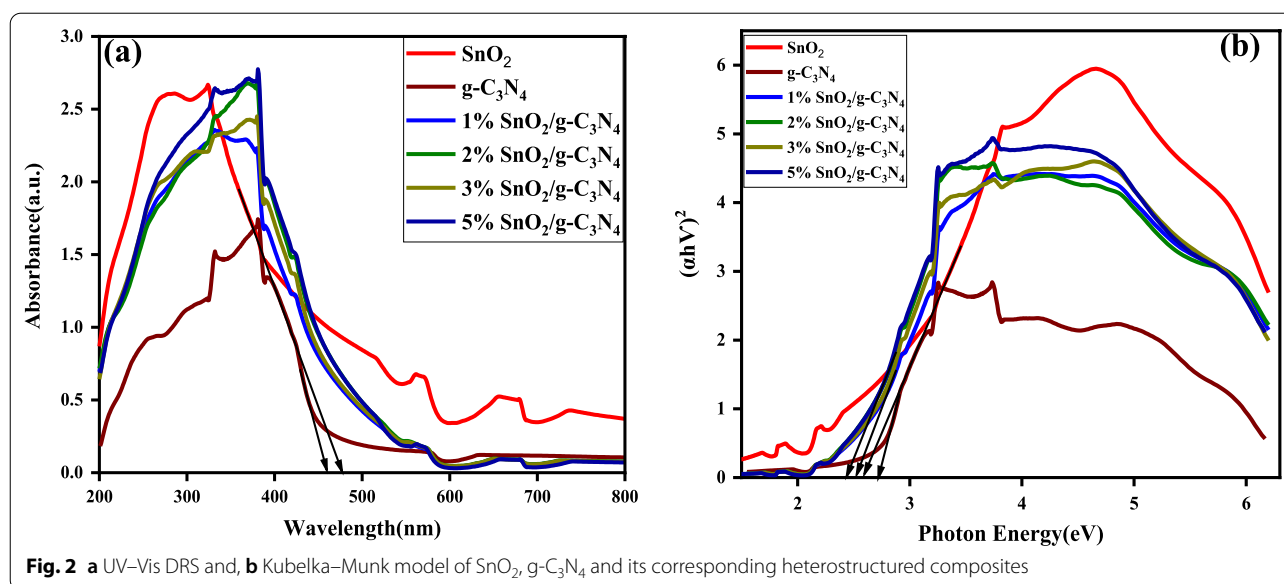 (a)
3.0
2.5
2.0
1.5
1.0
0.5
0.0
Absorbance(a.u.)
200 300 400 500 600 700 800
Wavelength(nm)
SnO₂
g-C₃N₄
1% SnO₂/g-C₃N₄
2% SnO₂/g-C₃N₄
3% SnO₂/g-C₃N₄
5% SnO₂/g-C₃N₄
(b)
6
5
4
3
2
1
0
(αhV)²
2 3 4 5 6
Photon Energy(eV)
SnO₂
g-C₃N₄
1% SnO₂/g-C₃N₄
2% SnO₂/g-C₃N₄
3% SnO₂/g-C₃N₄
5% SnO₂/g-C₃N₄
Fig. 2 a UV–Vis DRS and, b Kubelka–Munk model of SnO₂, g-C₃N₄ and its corresponding heterostructured composites